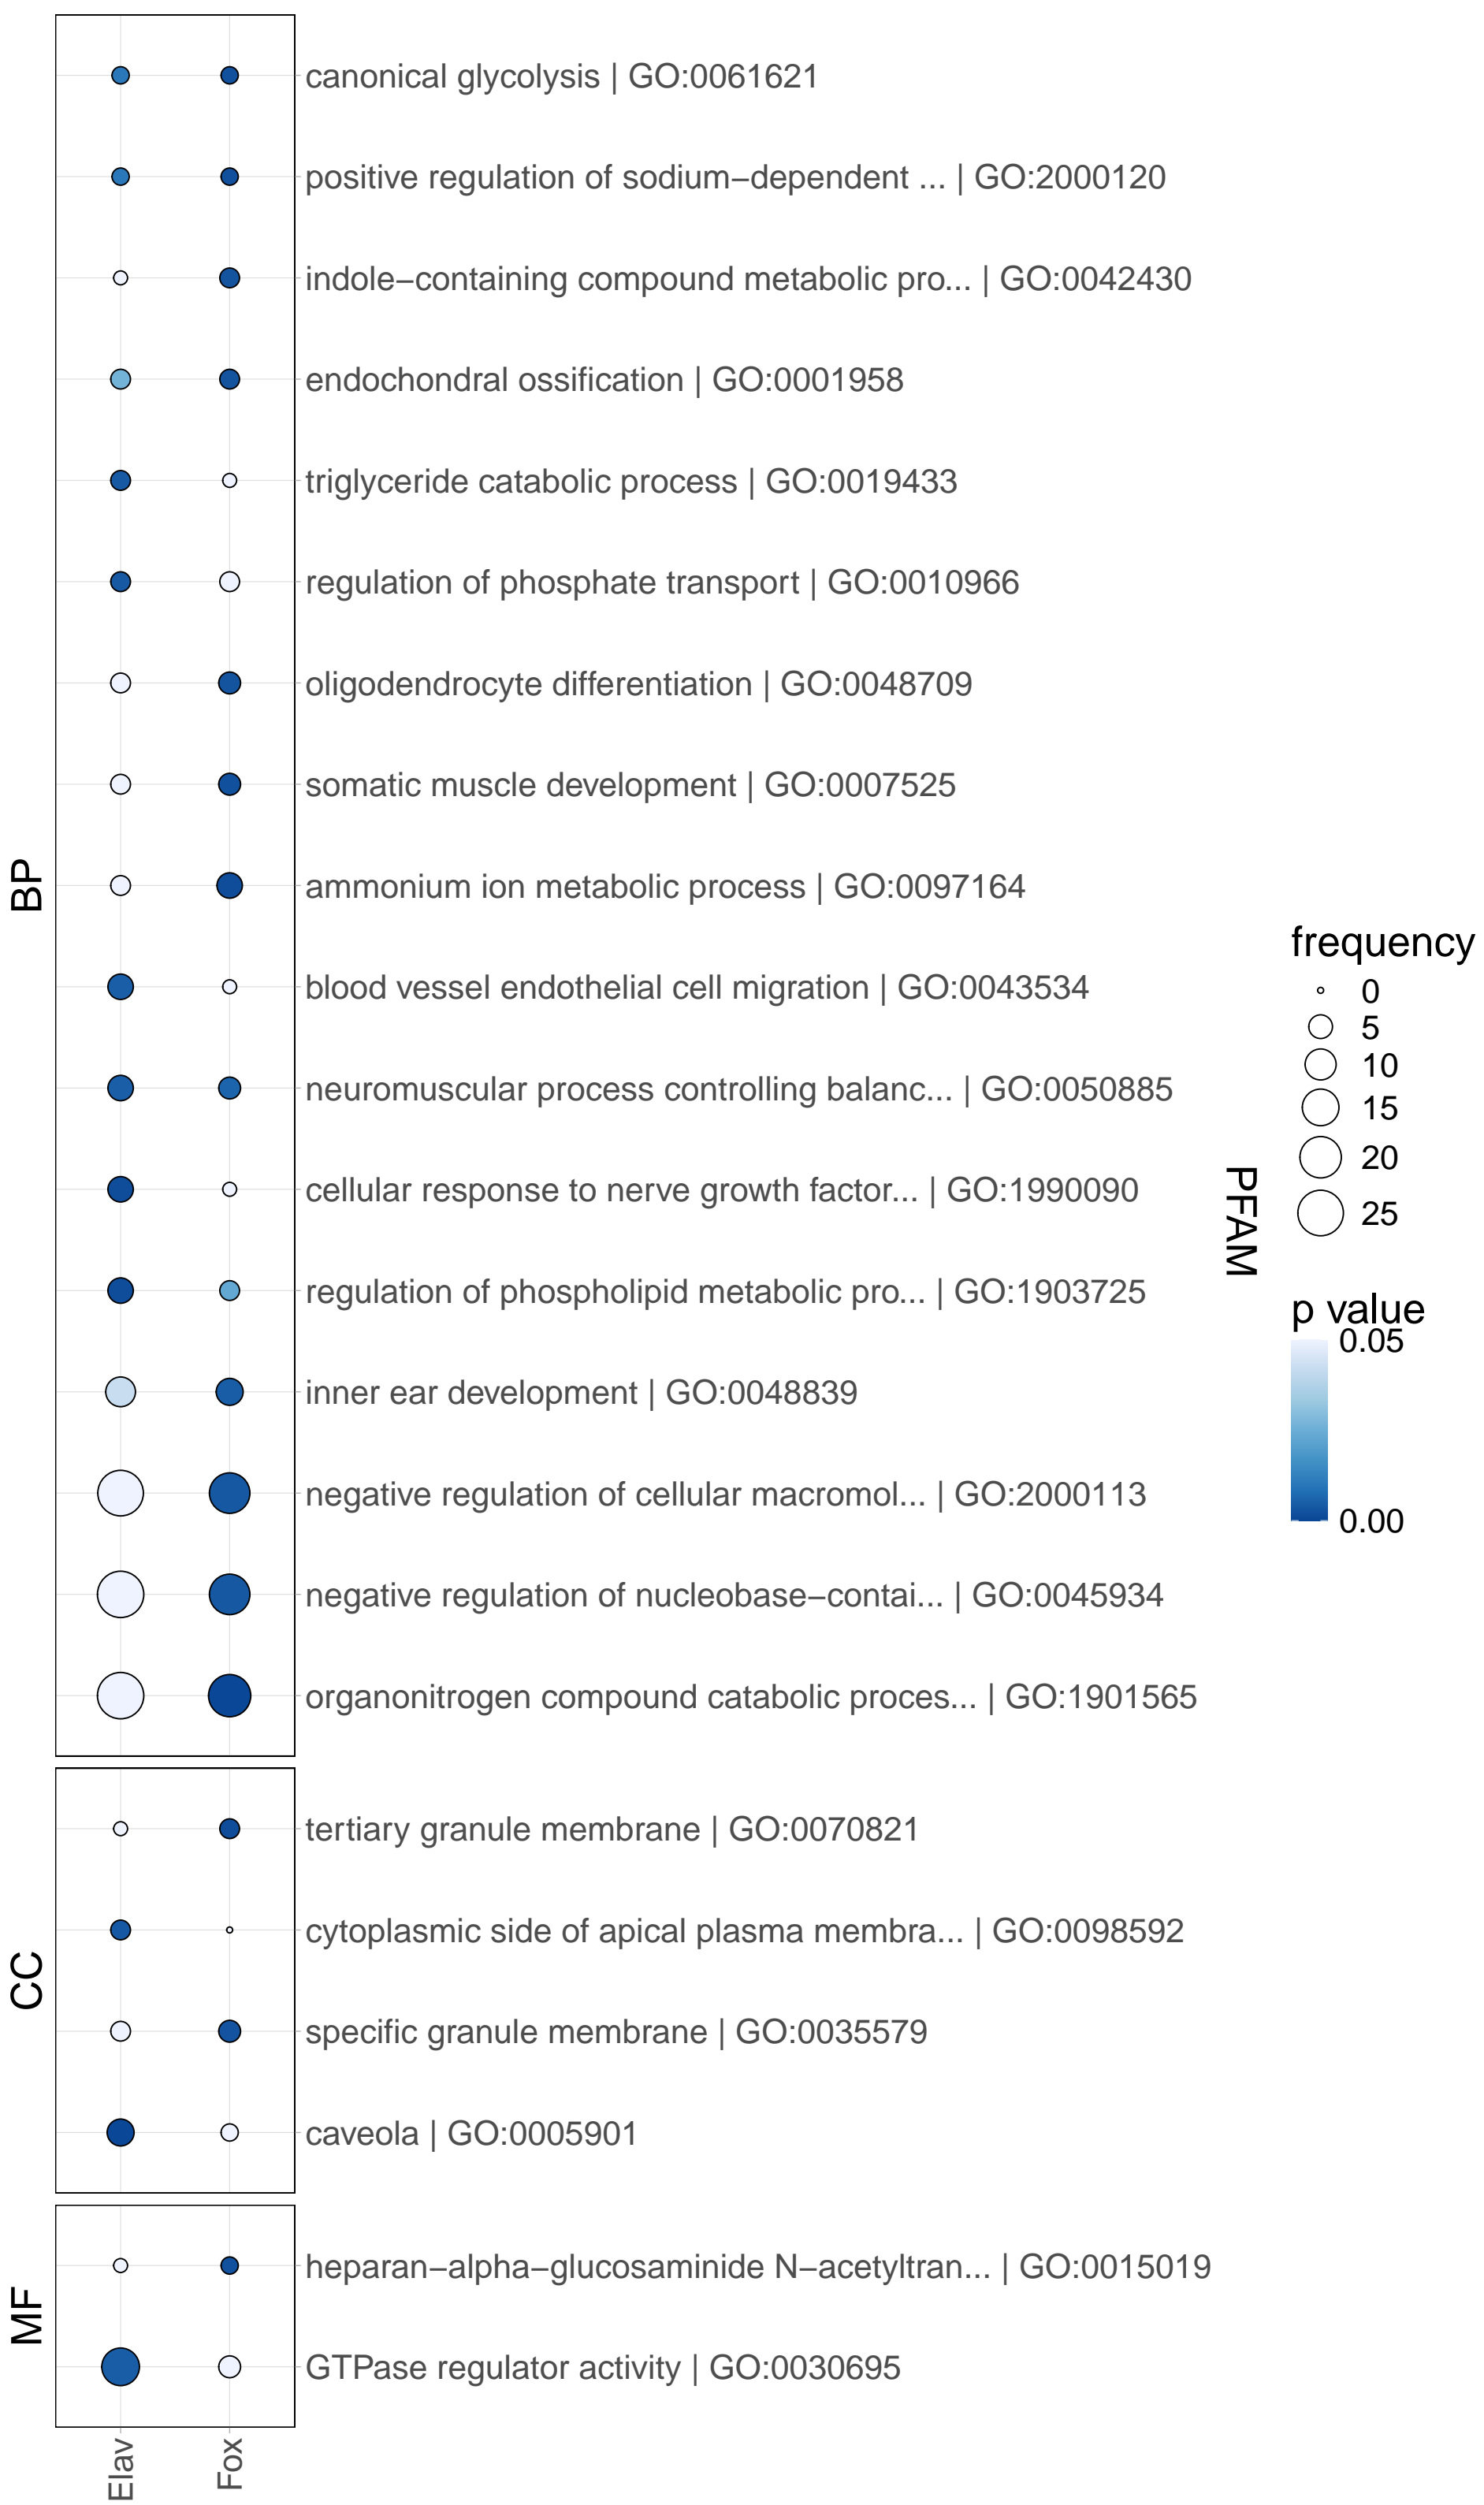 canonical glycolysis | GO:0061621
positive regulation of sodium−dependent ... | GO:2000120
indole−containing compound metabolic pro... | GO:0042430
endochondral ossification | GO:0001958
triglyceride catabolic process | GO:0019433
regulation of phosphate transport | GO:0010966
oligodendrocyte differentiation | GO:0048709
somatic muscle development | GO:0007525
BP
ammonium ion metabolic process | GO:0097164
blood vessel endothelial cell migration | GO:0043534
neuromuscular process controlling balanc... | GO:0050885
cellular response to nerve growth factor... | GO:1990090
regulation of phospholipid metabolic pro... | GO:1903725
inner ear development | GO:0048839
negative regulation of cellular macromol... | GO:2000113
negative regulation of nucleobase−contai... | GO:0045934
organonitrogen compound catabolic proces... | GO:1901565
CC
tertiary granule membrane | GO:0070821
cytoplasmic side of apical plasma membra... | GO:0098592
specific granule membrane | GO:0035579
caveola | GO:0005901
MF
heparan−alpha−glucosaminide N−acetyltran... | GO:0015019
GTPase regulator activity | GO:0030695
Elav
Fox
PFAM
frequency
0
5
10
15
20
25
p value
0.05
0.00